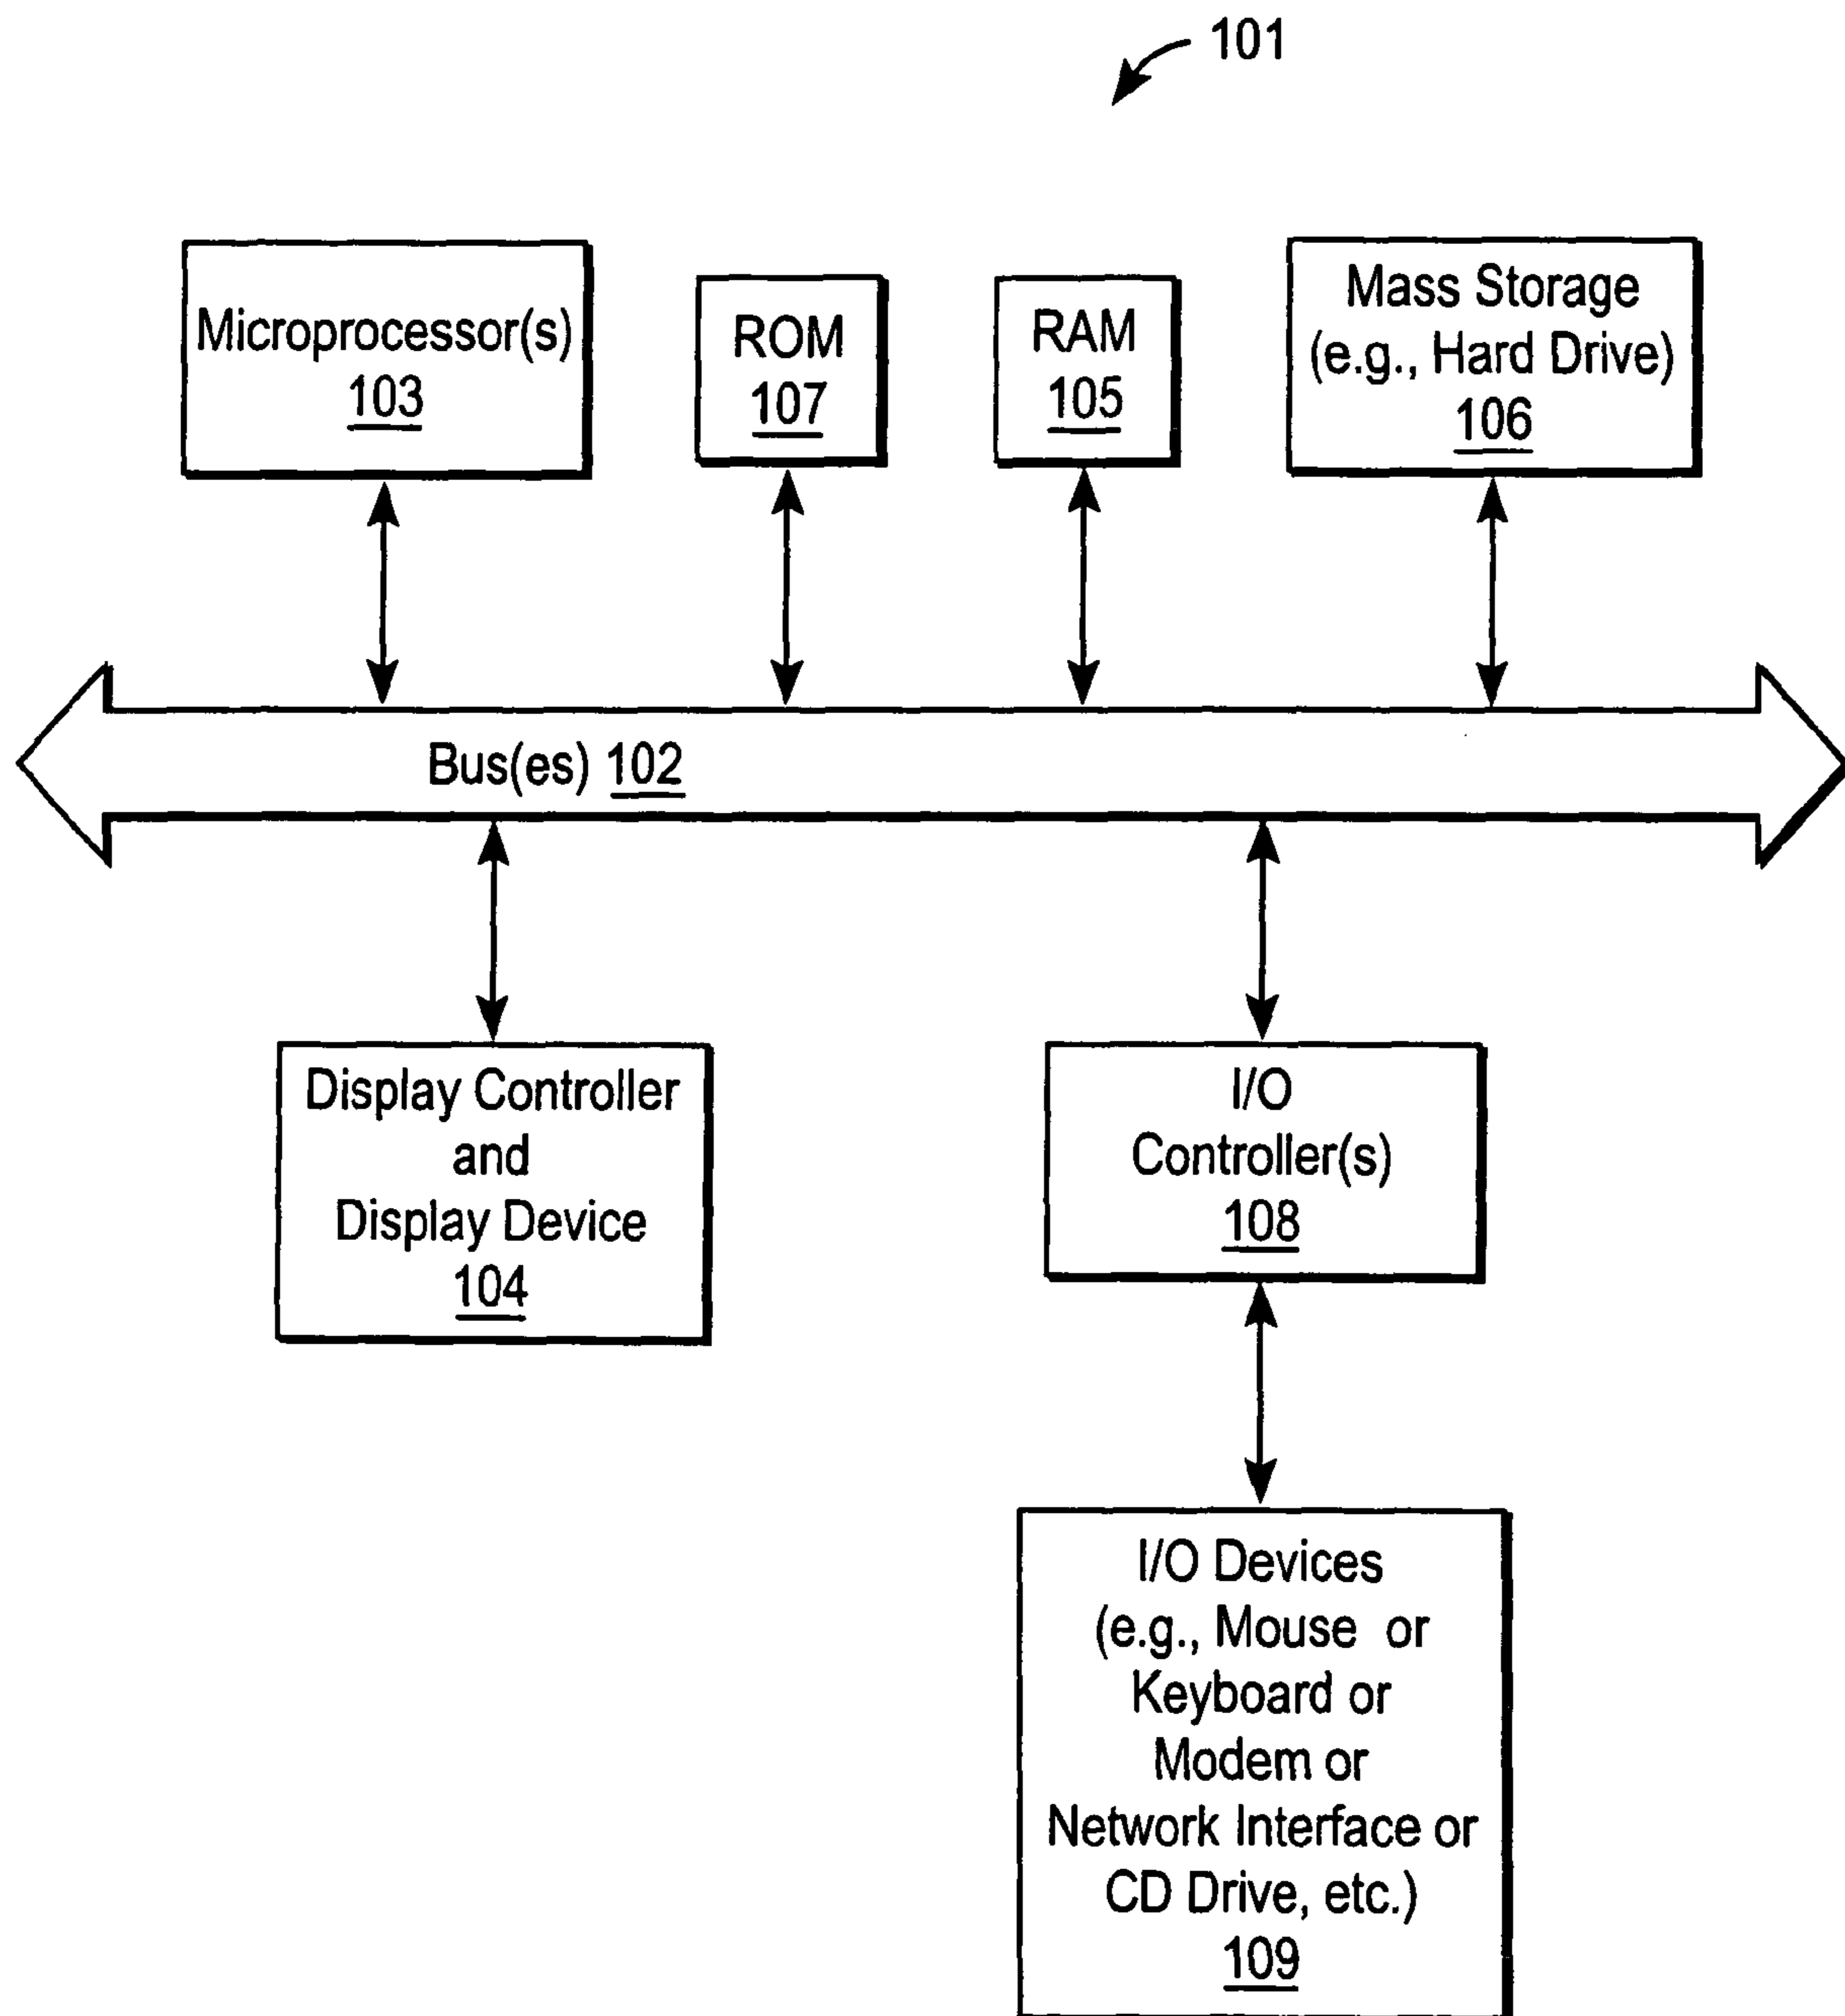 101
Microprocessor(s)
103
ROM
107
RAM
105
Mass Storage
(e.g., Hard Drive)
106
Bus(es) 102
Display Controller
and
Display Device
104
I/O
Controller(s)
108
I/O Devices
(e.g., Mouse or
Keyboard or
Modem or
Network Interface or
CD Drive, etc.)
109